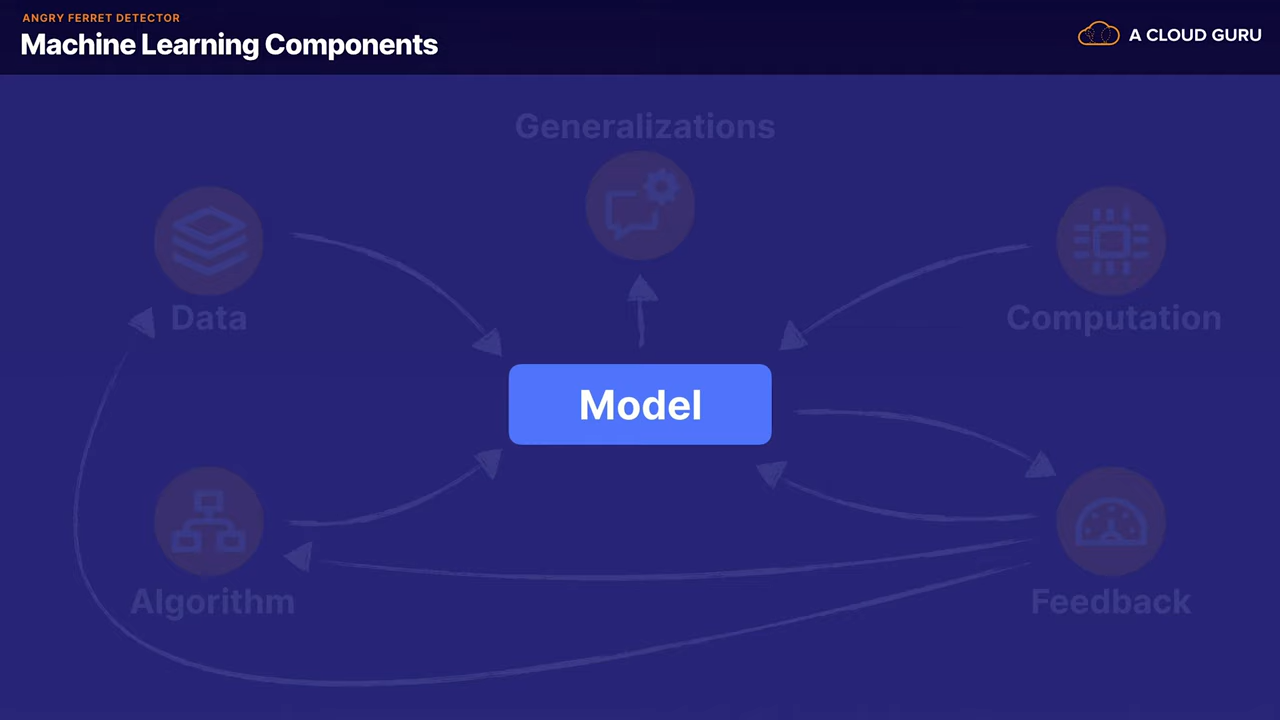 ANGRY FERRET DETECTOR
Machine Learning Components
A CLOUD GURU
Generalizations
Data
Computation
Model
Algorithm
Feedback